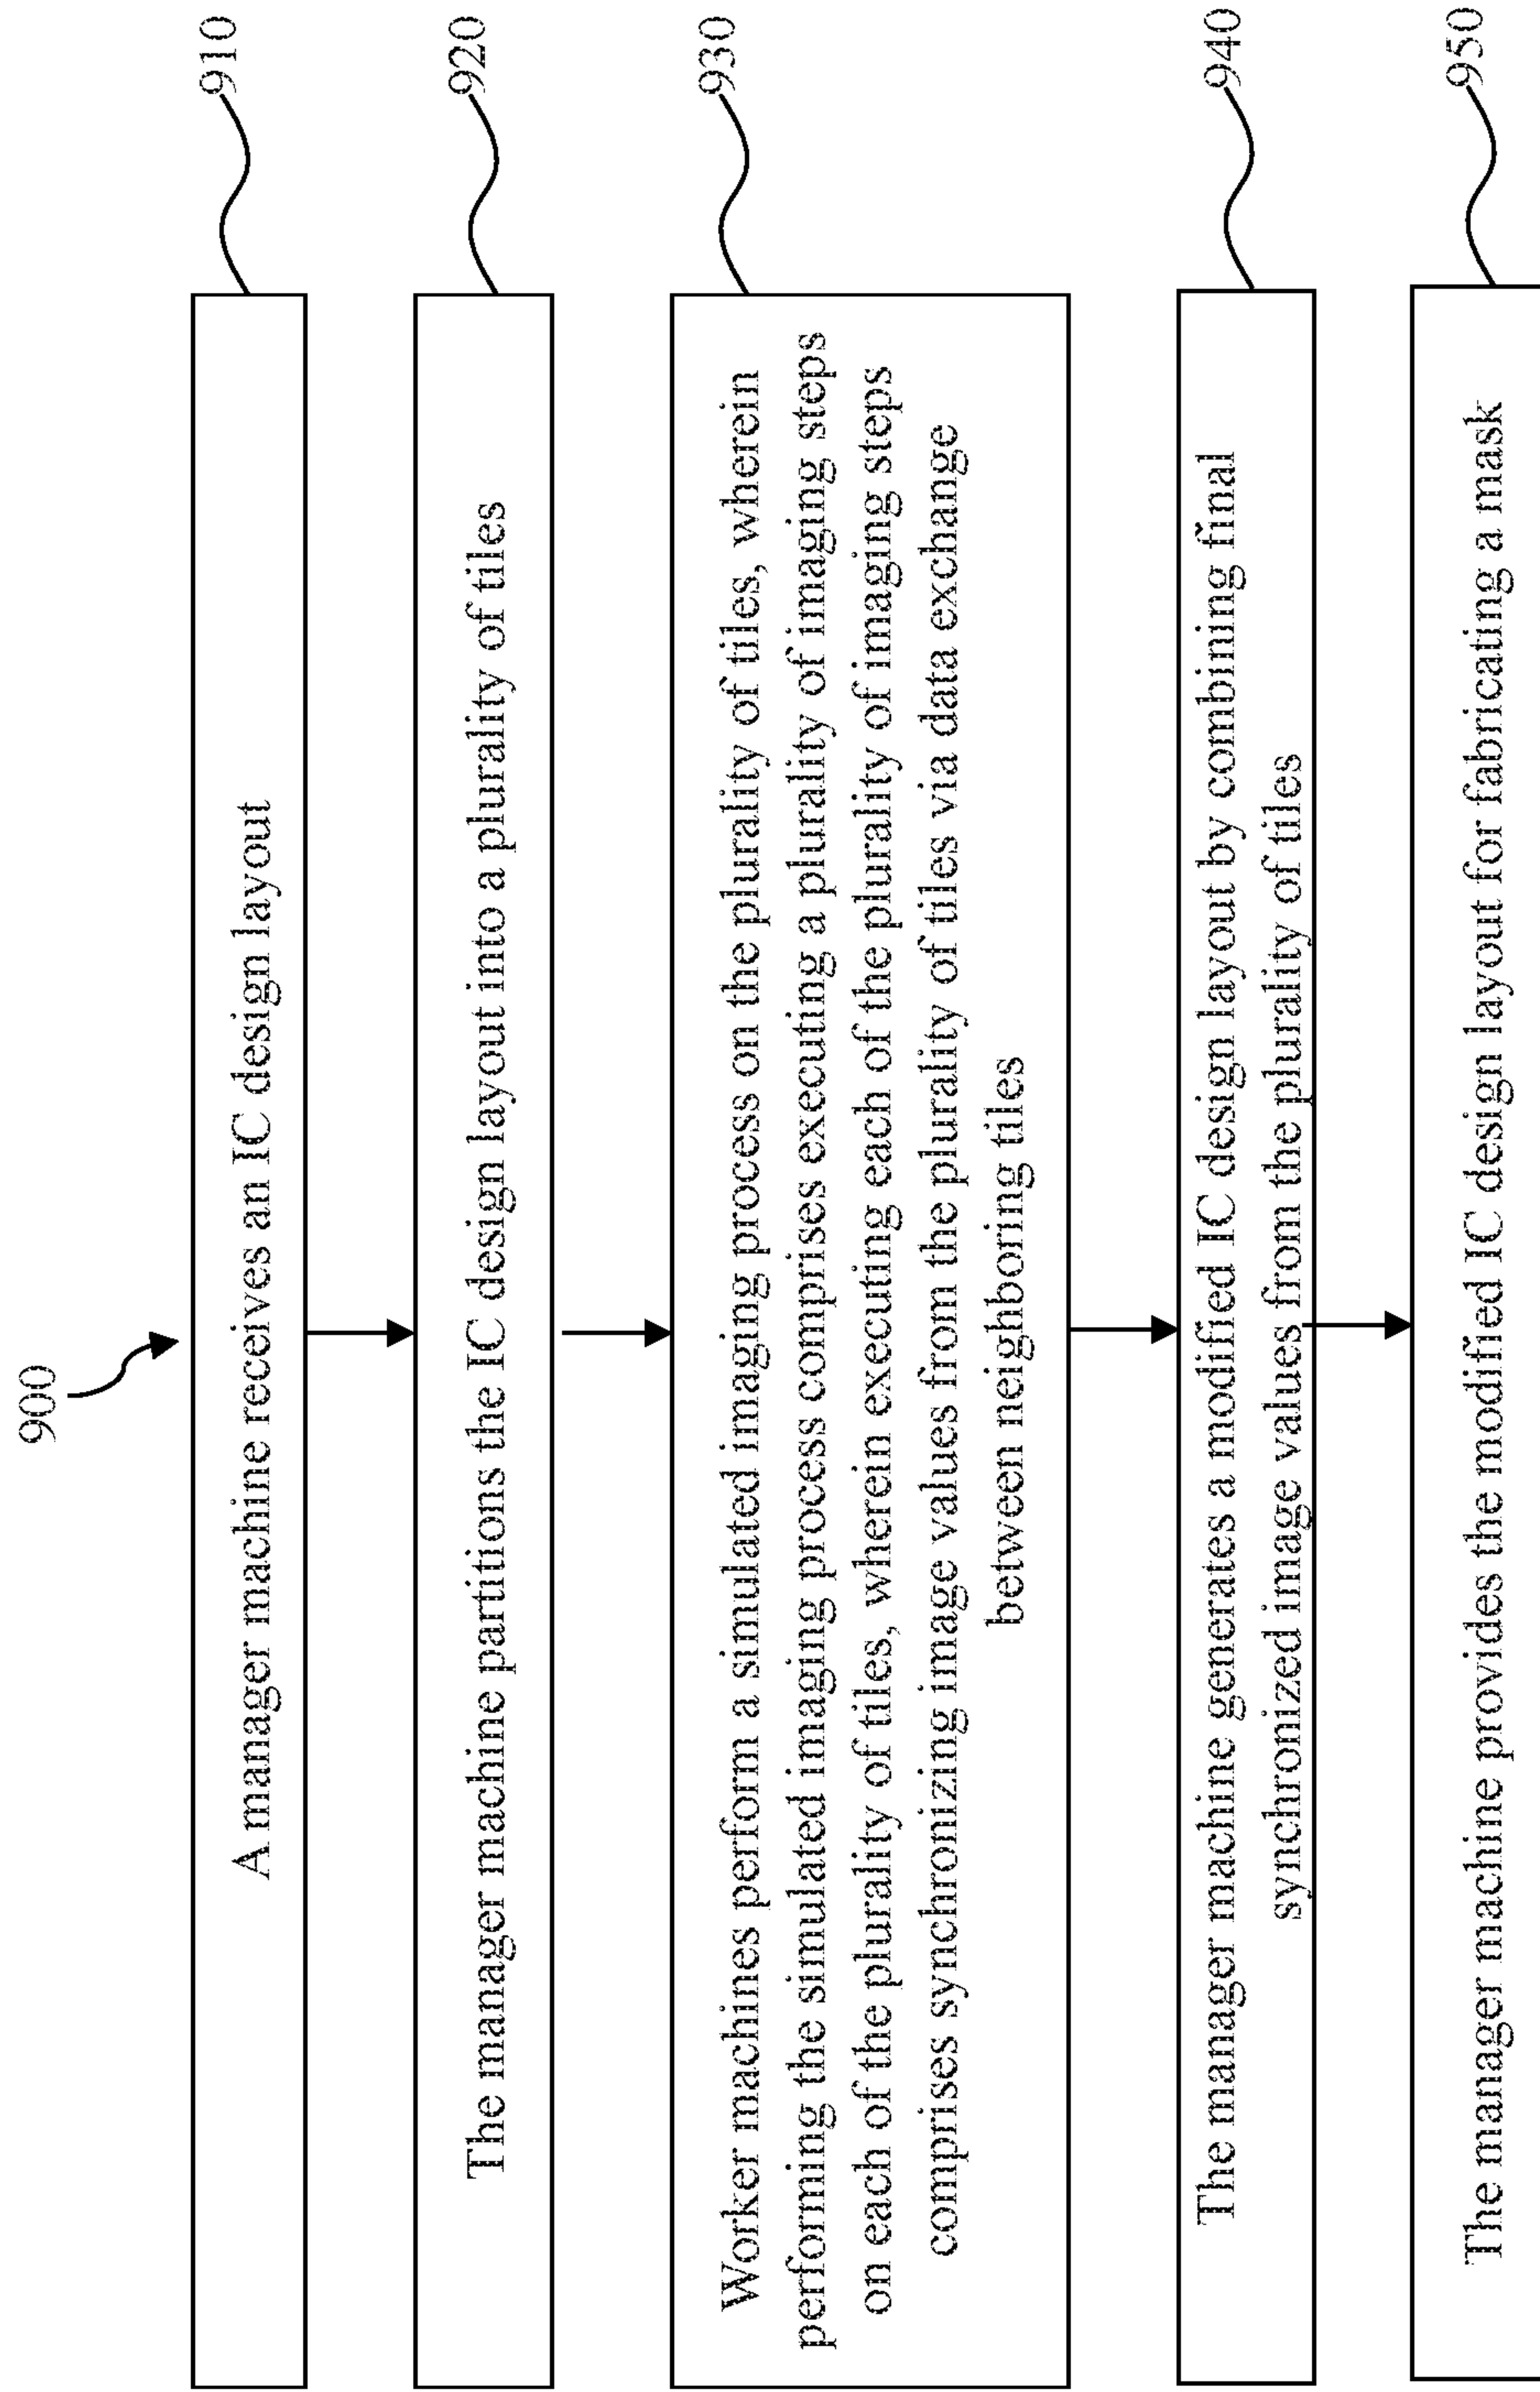 900
A manager machine receives an IC design layout
910
The manager machine partitions the IC design layout into a plurality of tiles
920
Worker machines perform a simulated imaging process on the plurality of tiles, wherein
performing the simulated imaging process comprises executing a plurality of imaging steps
on each of the plurality of tiles, wherein executing each of the plurality of imaging steps
comprises synchronizing image values from the plurality of tiles via data exchange
between neighboring tiles
930
The manager machine generates a modified IC design layout by combining final
synchronized image values from the plurality of tiles
940
The manager machine provides the modified IC design layout for fabricating a mask
950